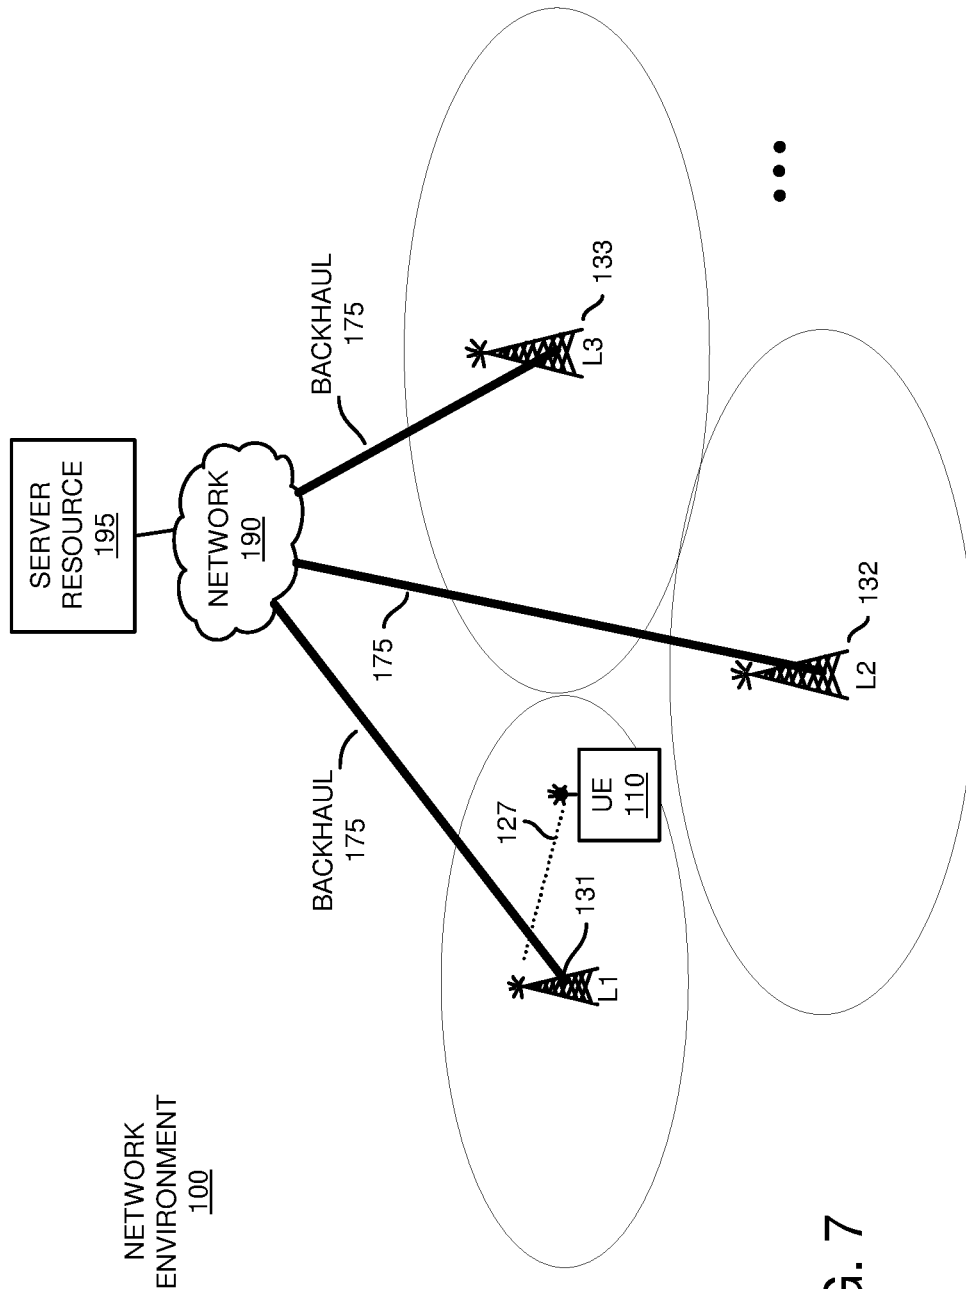 SERVER
RESOURCE
195
NETWORK
190
BACKHAUL
175
BACKHAUL
175
175
127
UE
110
131
L1
L2
132
L3
133
NETWORK
ENVIRONMENT
100
G. 7